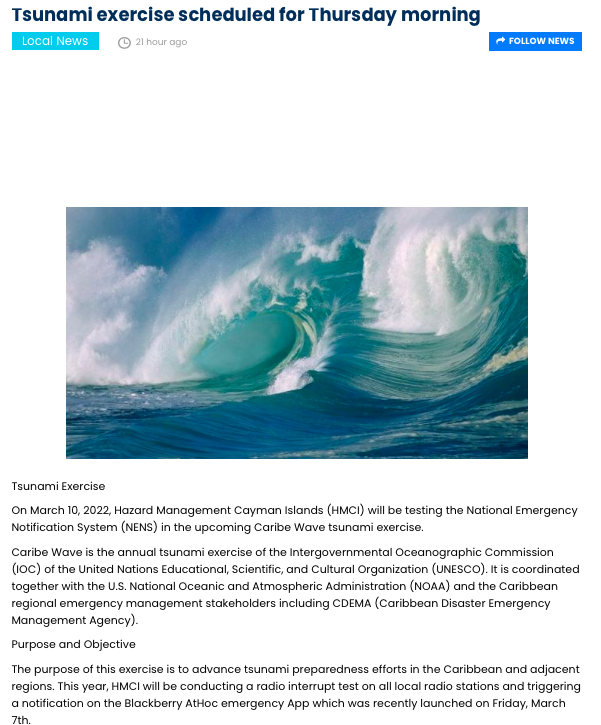 Tsunami exercise scheduled for Thursday morning
Local News
21 hour ago
FOLLOW NEWS
Tsunami Exercise
On March 10, 2022, Hazard Management Cayman Islands (HMCI) will be testing the National Emergency
Notification System (NENS) in the upcoming Caribe Wave tsunami exercise.
Caribe Wave is the annual tsunami exercise of the Intergovernmental Oceanographic Commission
(IOC) of the United Nations Educational, Scientific, and Cultural Organization (UNESCO). It is coordinated
together with the U.S. National Oceanic and Atmospheric Administration (NOAA) and the Caribbean
regional emergency management stakeholders including CDEMA (Caribbean Disaster Emergency
Management Agency).
Purpose and Objective
The purpose of this exercise is to advance tsunami preparedness efforts in the Caribbean and adjacent
regions. This year, HMCI will be conducting a radio interrupt test on all local radio stations and triggering
a notification on the Blackberry AtHoc emergency App which was recently launched on Friday, March
7th.